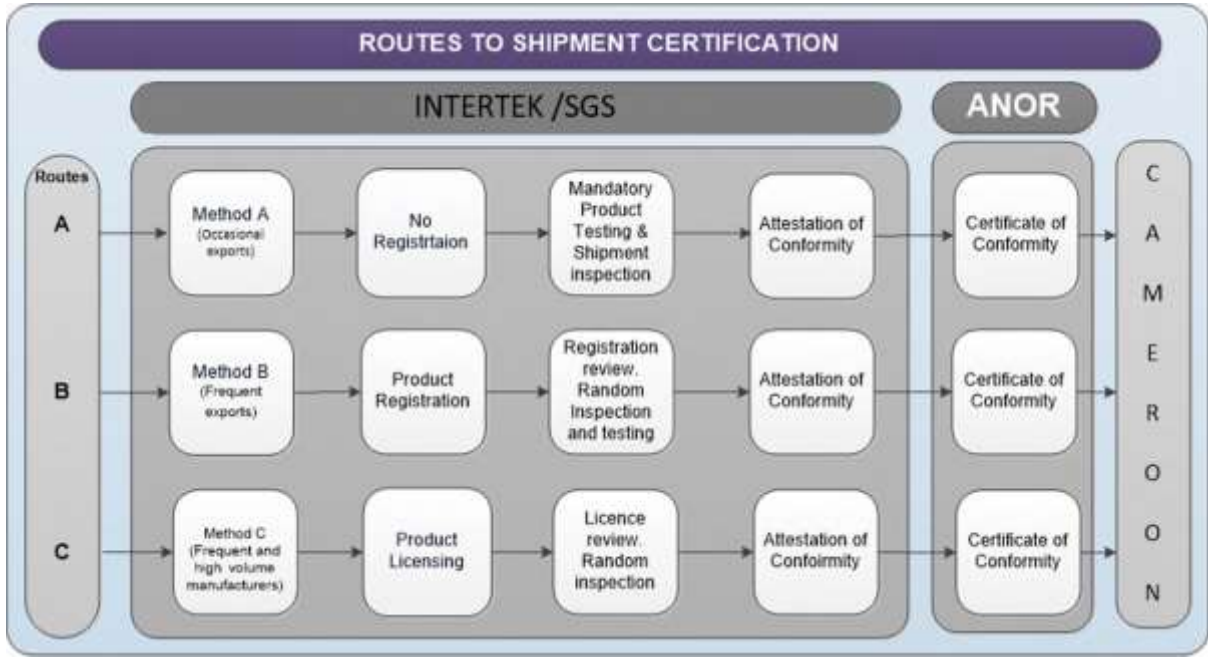 ROUTES TO SHIPMENT CERTIFICATION
INTERTEK /SGS
ANOR
Routes
A
Method A
(Occasional
exports)
No
Registrtaion
Mandatory
Product
Testing &
Shipment
inspection
Attestation of
Conformity
Certificate of
Conformity
B
Method B
(Frequent
exports)
Product
Registration
Registration
review.
Random
Inspection
and testing
Attestation of
Conformity
Certificate of
Conformity
C
Method C
(Frequent and
high volume
manufacturers)
Product
Licensing
Licence
review.
Random
inspection
Attestation of
Confoirmity
Certificate of
Conformity
C
A
M
E
R
O
O
N